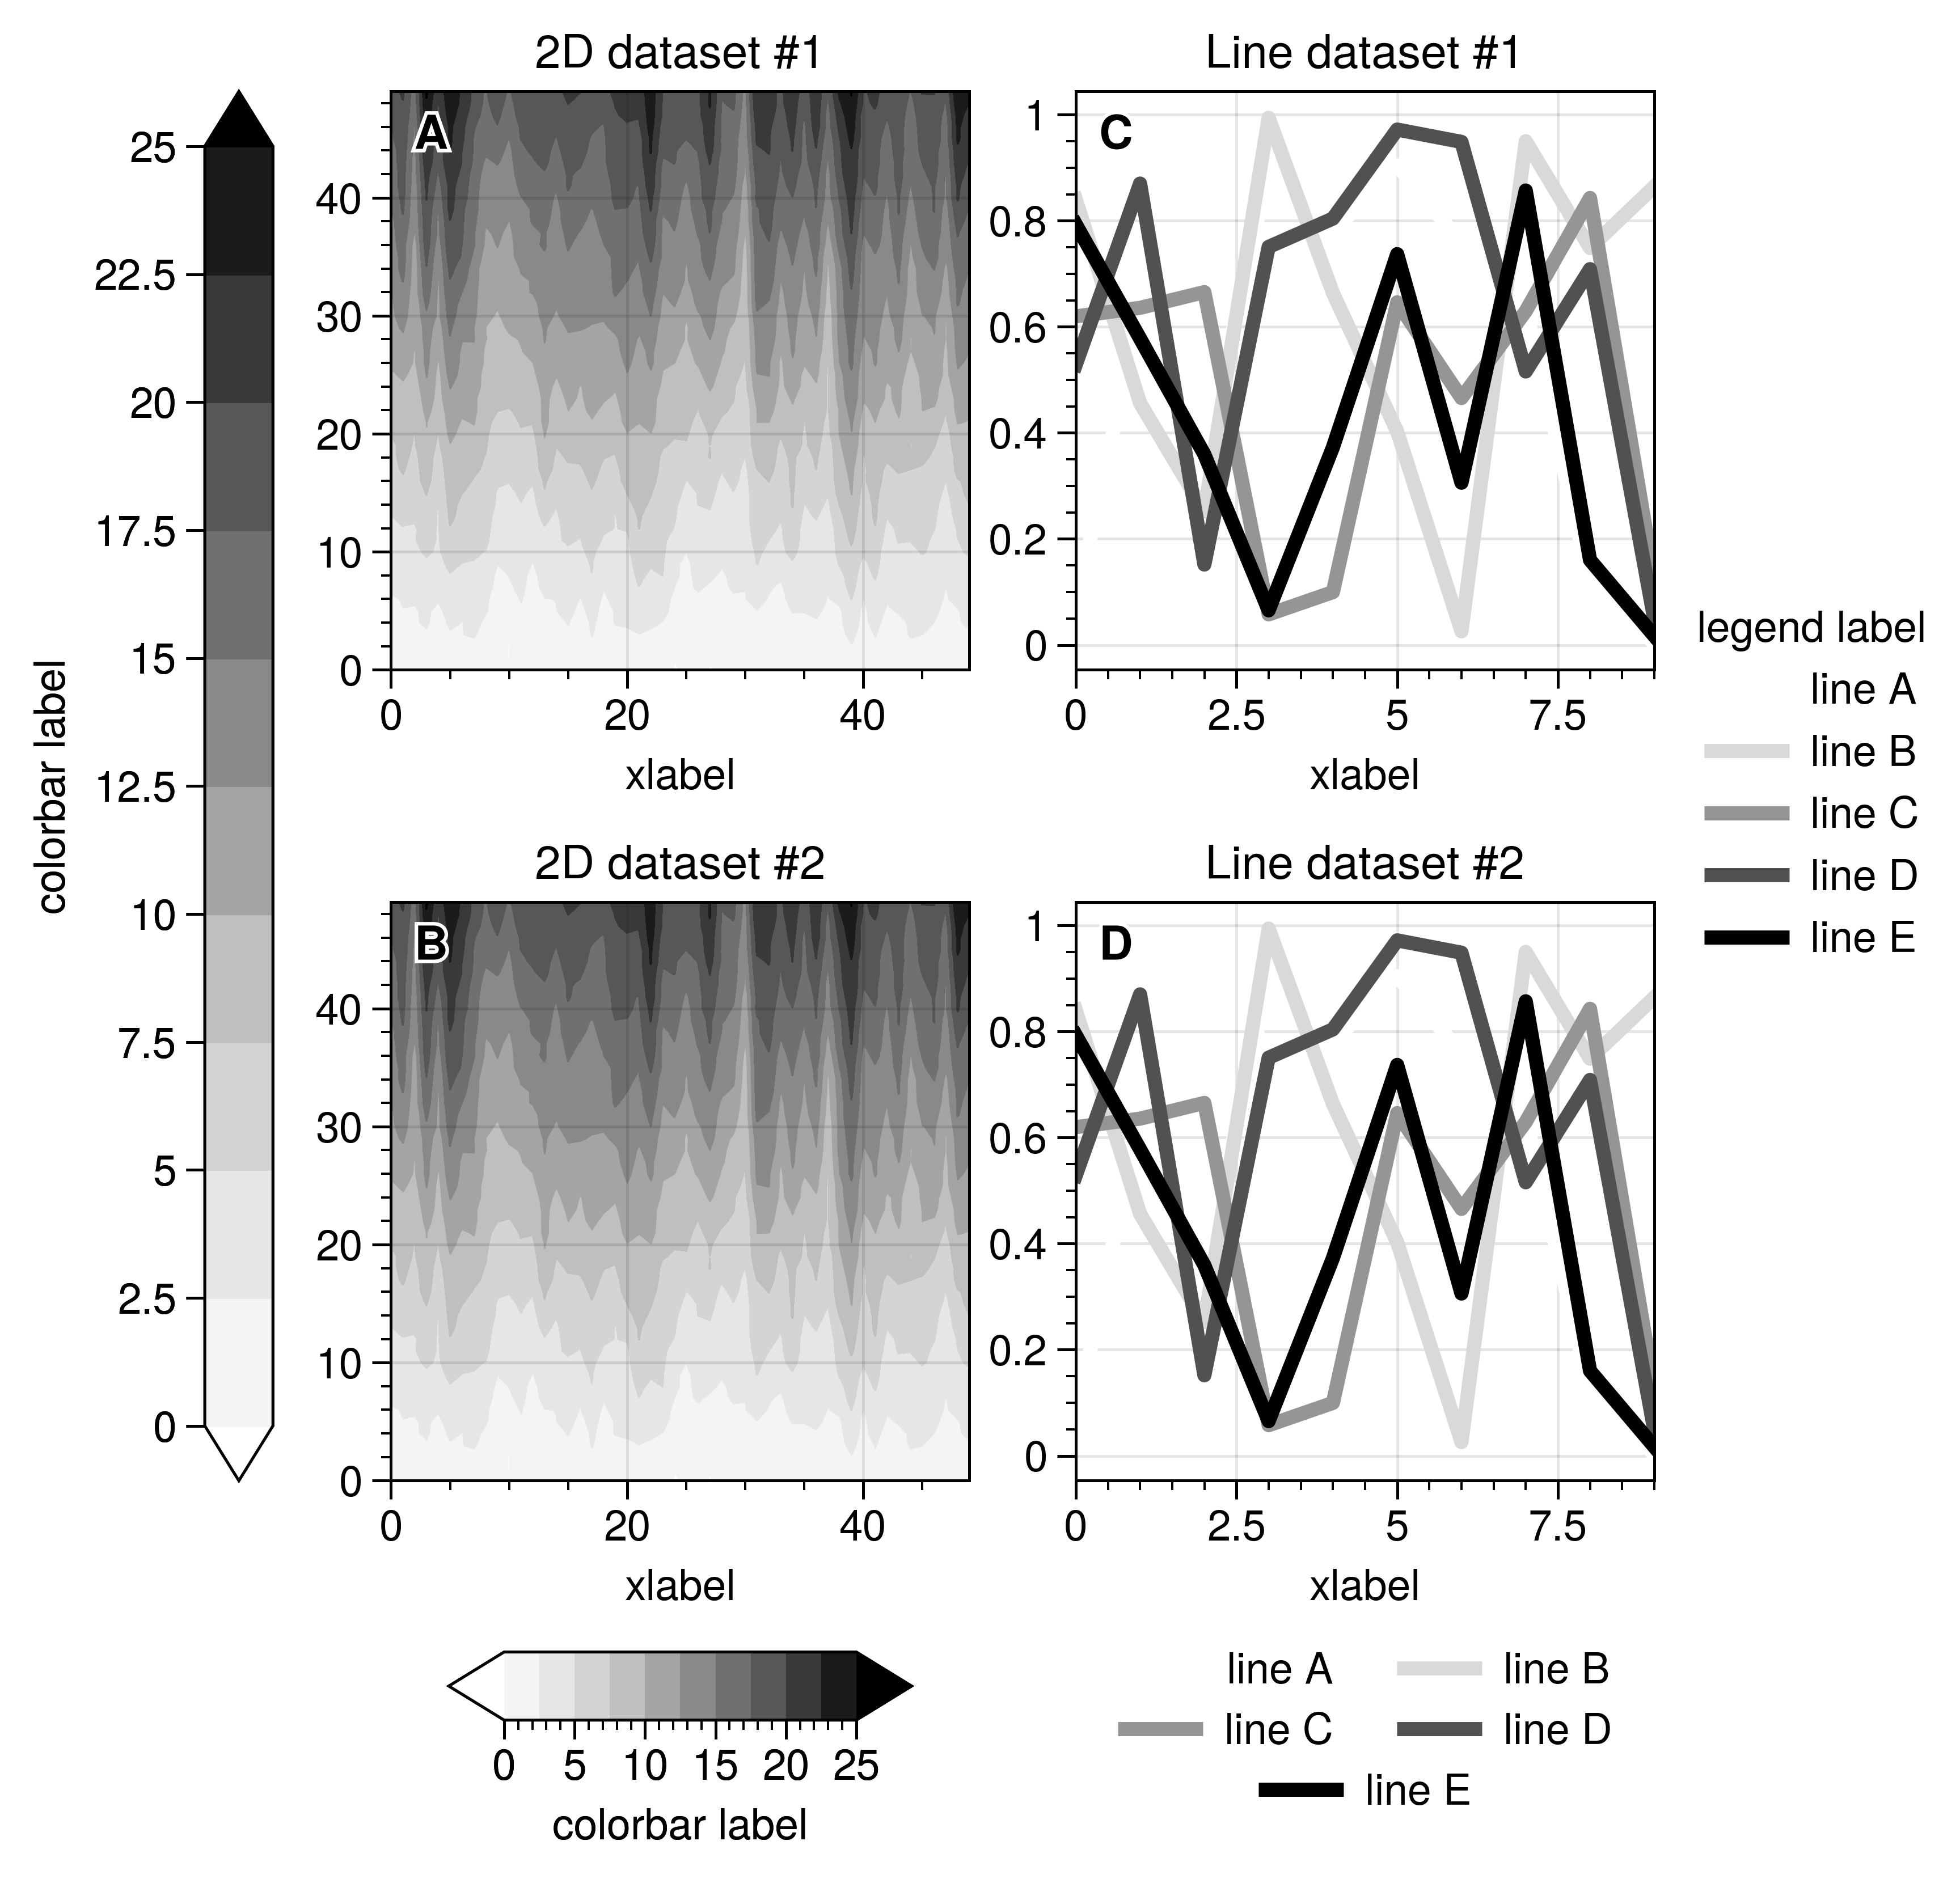 2D dataset #1
Line dataset #1
25
22.5
20
17.5
15
12.5
10
7.5
5
2.5
0
colorbar label
A
40
30
20
10
0
0 20 40
xlabel
C
1
0.8
0.6
0.4
0.2
0
0 2.5 5 7.5
xlabel
legend label
line A
line B
line C
line D
line E
2D dataset #2
Line dataset #2
B
40
30
20
10
0
0 20 40
xlabel
D
1
0.8
0.6
0.4
0.2
0
0 2.5 5 7.5
xlabel
0 5 10 15 20 25
colorbar label
line A line B
line C line D
line E